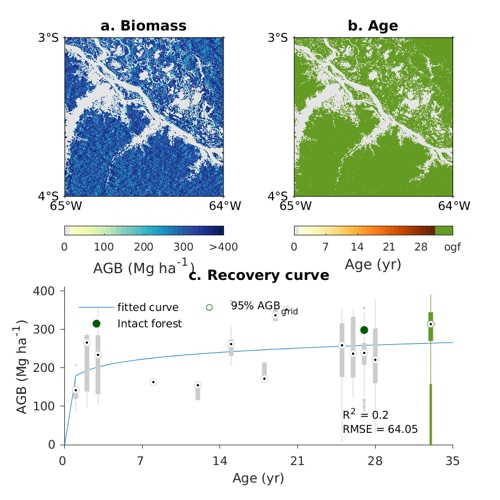 a. Biomass
b. Age
3°S
4°S
65°W
64°W
3°S
4°S
65°W
64°W
0 100 200 300 >400
AGB (Mg ha⁻¹)
0 7 14 21 28 ogf
Age (yr)
c. Recovery curve
400
300
200
100
0
AGB (Mg ha⁻¹)
fitted curve
95% AGB_grid
Intact forest
R² = 0.2
RMSE = 64.05
0 7 14 21 28 35
Age (yr)